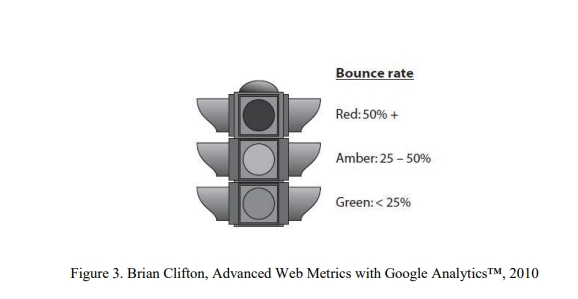 Bounce rate
Red: 50% +
Amber: 25 – 50%
Green: < 25%
Figure 3. Brian Clifton, Advanced Web Metrics with Google Analytics™, 2010